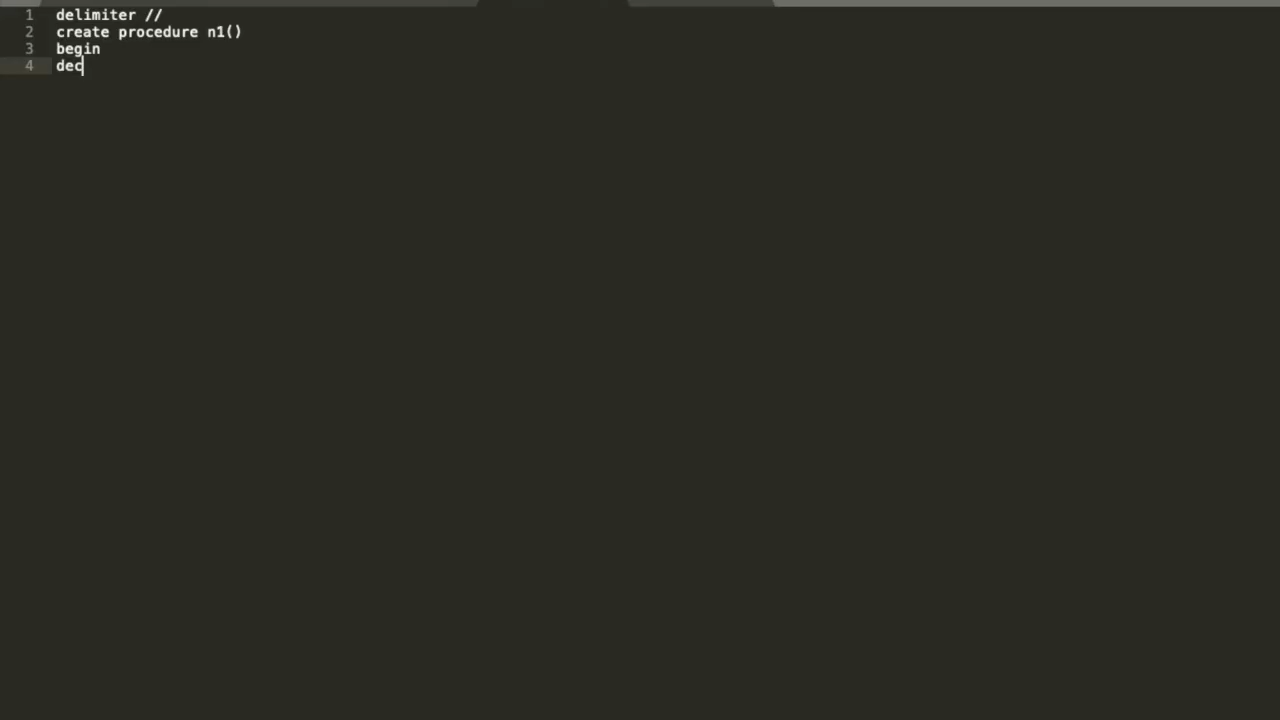 1 delimiter //
2 create procedure n1()
3 begin
4 dec